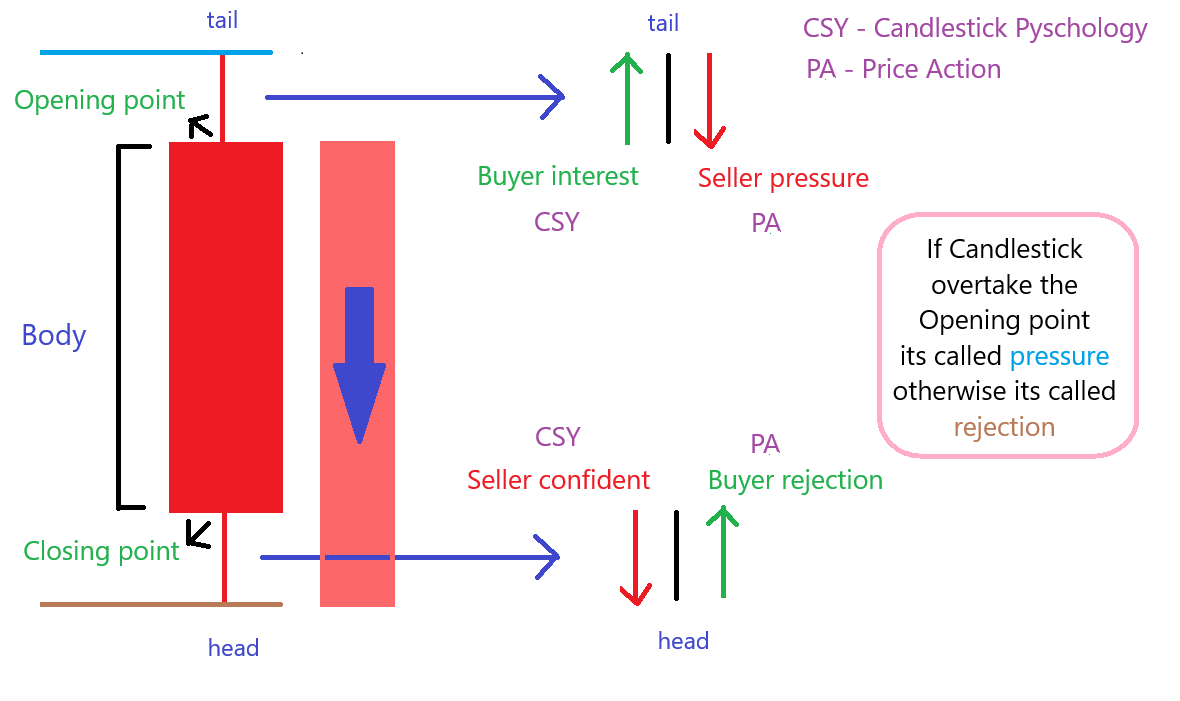 tail
tail
CSY - Candlestick Pyschology
PA - Price Action
Opening point
Buyer interest
Seller pressure
CSY
PA
If Candlestick
overtake the
Opening point
its called pressure
otherwise its called
rejection
Body
CSY
PA
Seller confident
Buyer rejection
Closing point
head
head